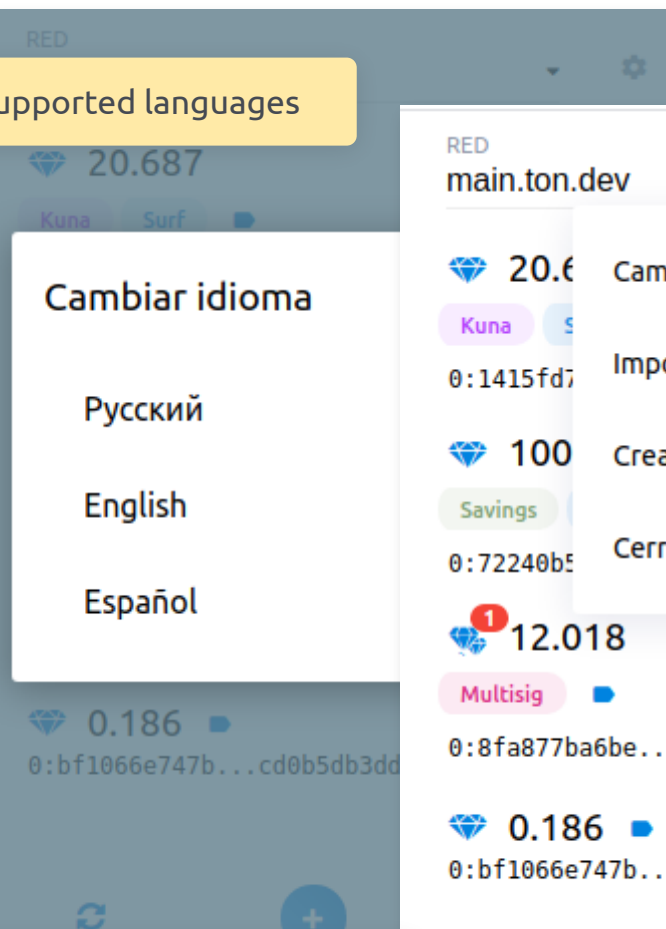 RED
upported languages
20.687
Kuna Surf
Cambiar idioma
Русский
English
Español
0.186
0:bf1066e747b...cd0b5db3dd
RED
main.ton.dev
20.6
Kuna S
0:1415fd7
100
Savings
0:72240b5
1
12.018
Multisig
0:8fa877ba6be..
0.186
0:bf1066e747b..
Cam
Impo
Crea
Cerr